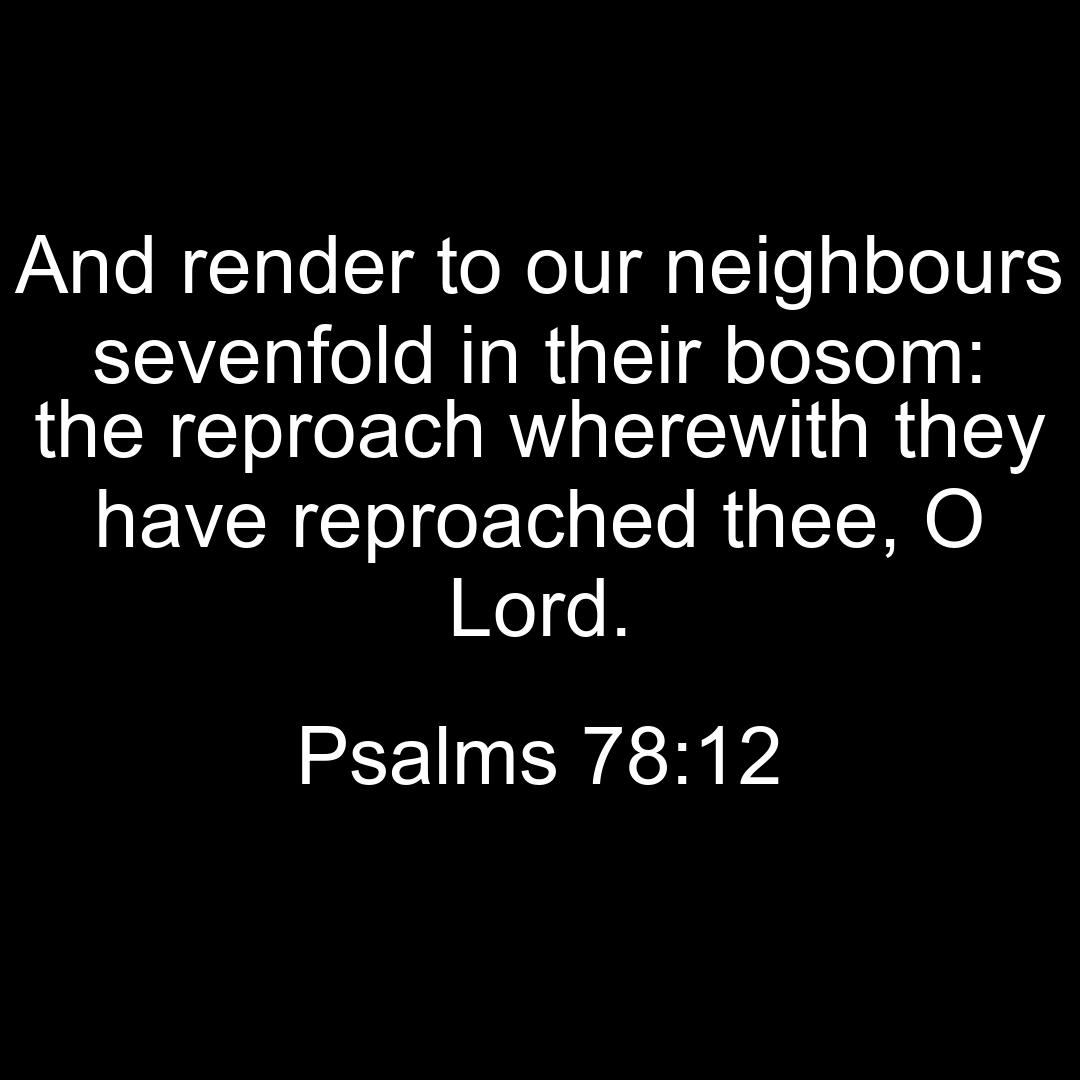 And render to our neighbours
sevenfold in their bosom:
the reproach wherewith they
have reproached thee, O
Lord.
Psalms 78:12